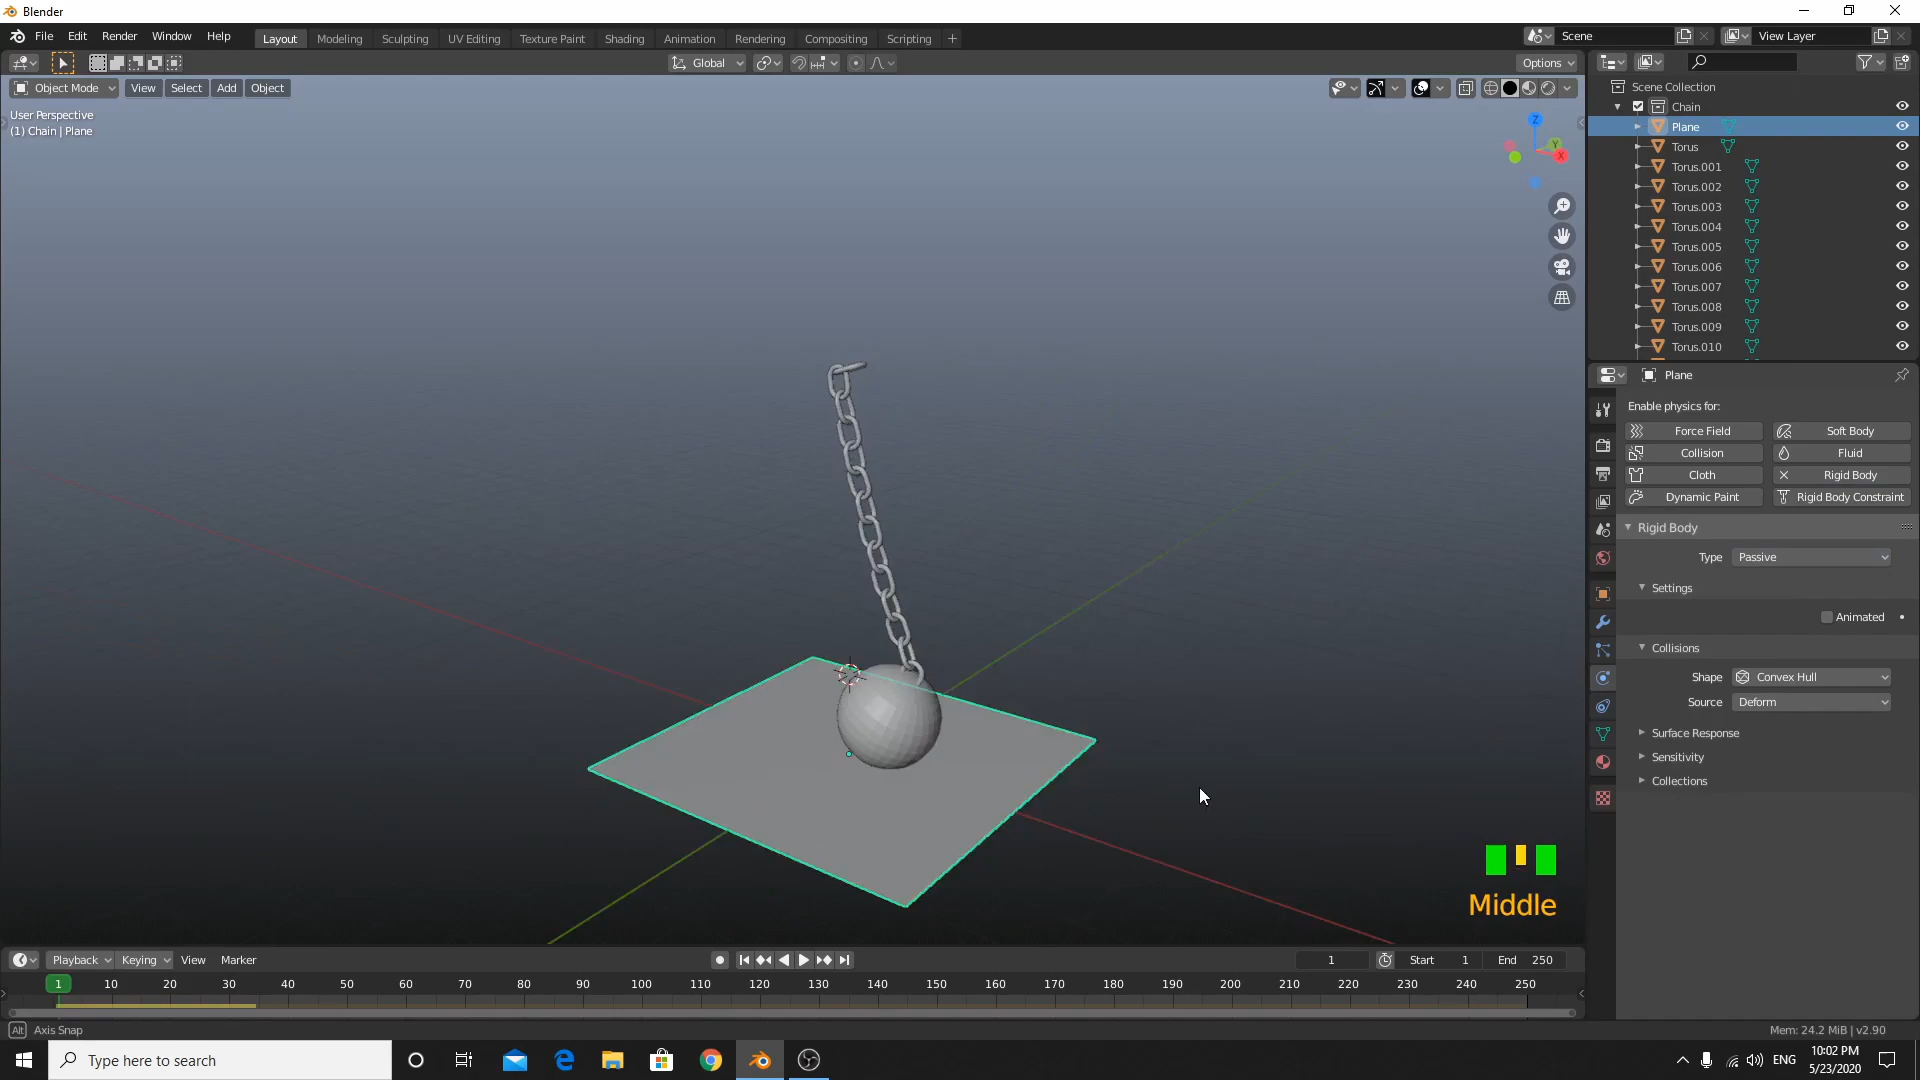 Blender
File Edit Render Window Help
Layout Modeling Sculpting UV Editing Texture Paint Shading Animation Rendering Compositing Scripting +
Scene
View Layer
Global
Options
Object Mode View Select Add Object
User Perspective
(1) Chain | Plane
Z
Y
X
Scene Collection
Chain
Plane
Torus
Torus.001
Torus.002
Torus.003
Torus.004
Torus.005
Torus.006
Torus.007
Torus.008
Torus.009
Torus.010
Plane
Enable physics for:
Force Field Soft Body
Collision Fluid
Cloth Rigid Body
Dynamic Paint Rigid Body Constraint
Rigid Body
Type Passive
Settings
Animated
Collisions
Shape Convex Hull
Source Deform
Surface Response
Sensitivity
Collections
Middle
Playback Keying View Marker
1 Start 1 End 250
1 10 20 30 40 50 60 70 80 90 100 110 120 130 140 150 160 170 180 190 200 210 220 230 240 250
Alt Axis Snap
Mem: 24.2 MiB | v2.90
Type here to search
ENG
10:02 PM
5/23/2020